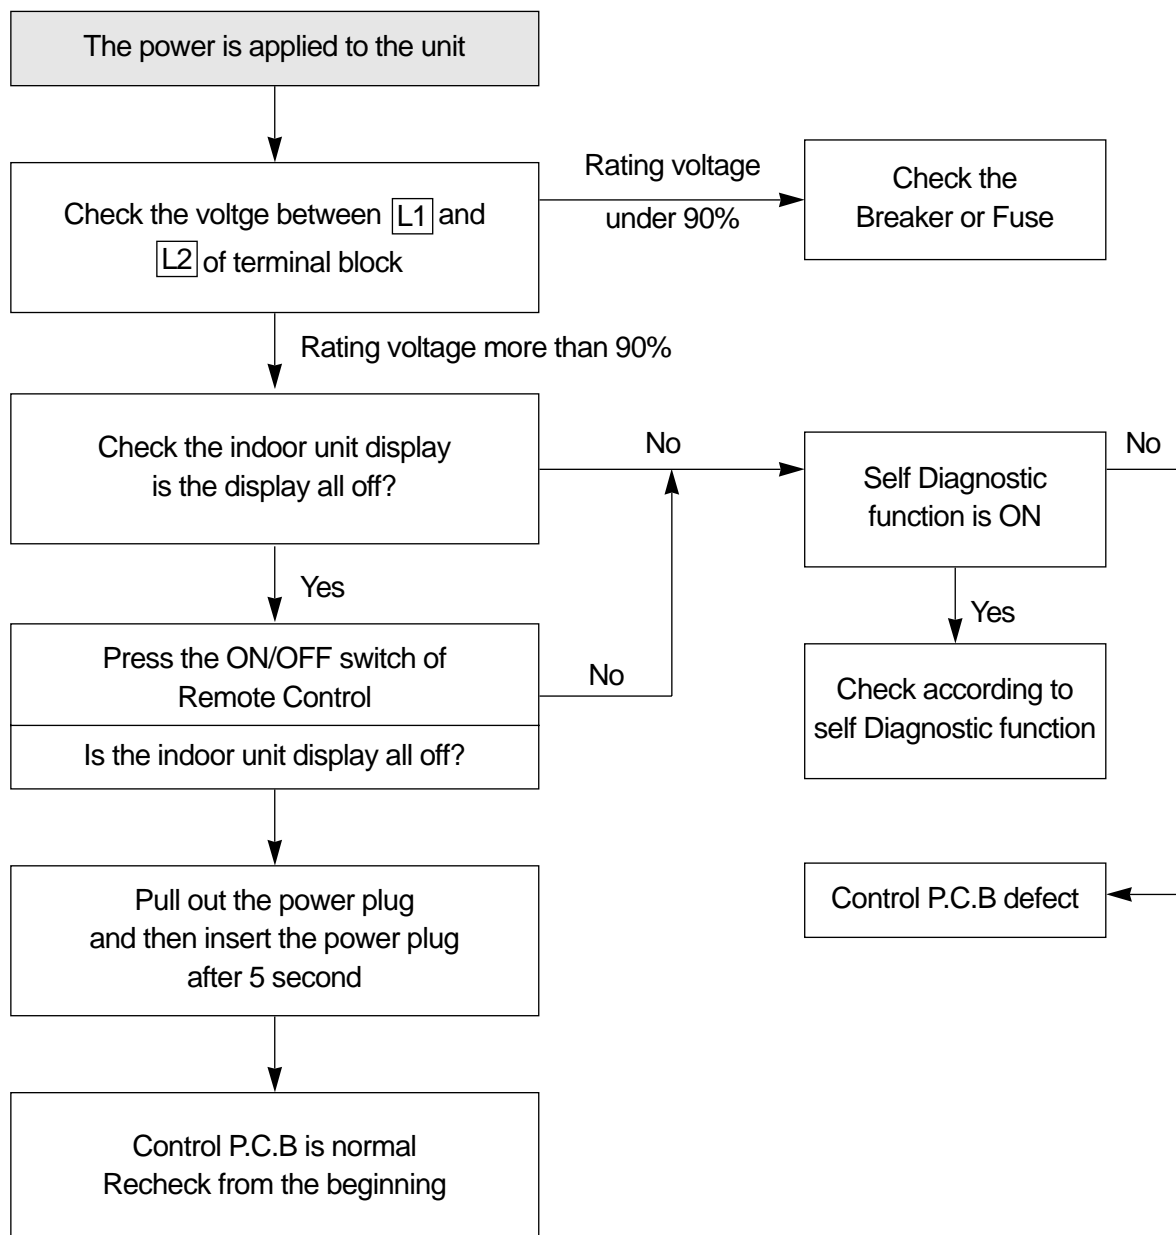 The power is applied to the unit
Check the voltge between L1 and
L2 of terminal block
Rating voltage
under 90%
Check the
Breaker or Fuse
Rating voltage more than 90%
Check the indoor unit display
is the display all off?
No
Self Diagnostic
function is ON
No
Yes
Yes
Press the ON/OFF switch of
Remote Control
No
Is the indoor unit display all off?
Check according to
self Diagnostic function
Pull out the power plug
and then insert the power plug
after 5 second
Control P.C.B defect
Control P.C.B is normal
Recheck from the beginning